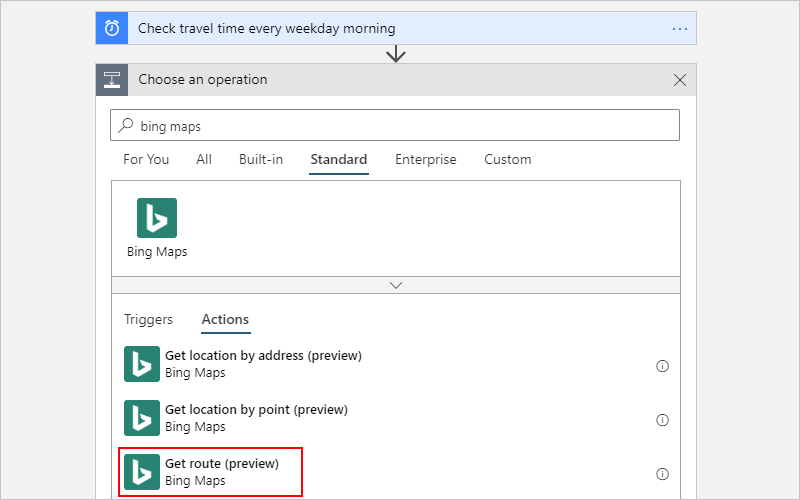 Check travel time every weekday morning
Choose an operation
bing maps
For You All Built-in Standard Enterprise Custom
Bing Maps
Triggers Actions
Get location by address (preview)
Bing Maps
Get location by point (preview)
Bing Maps
Get route (preview)
Bing Maps